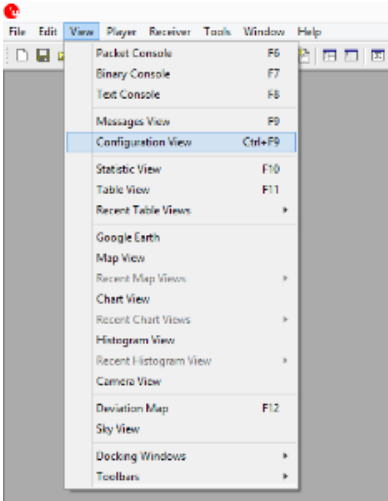 File Edit View Player Receiver Tools Window Help
Packet Console F6
Binary Console F7
Text Console F8
Messages View F9
Configuration View Ctrl+F9
Statistic View F10
Table View F11
Recent Table Views
Google Earth
Map View
Recent Map Views
Chart View
Recent Chart Views
Histogram View
Recent Histogram View
Camera View
Deviation Map F12
Sky View
Docking Windows
Toolbars